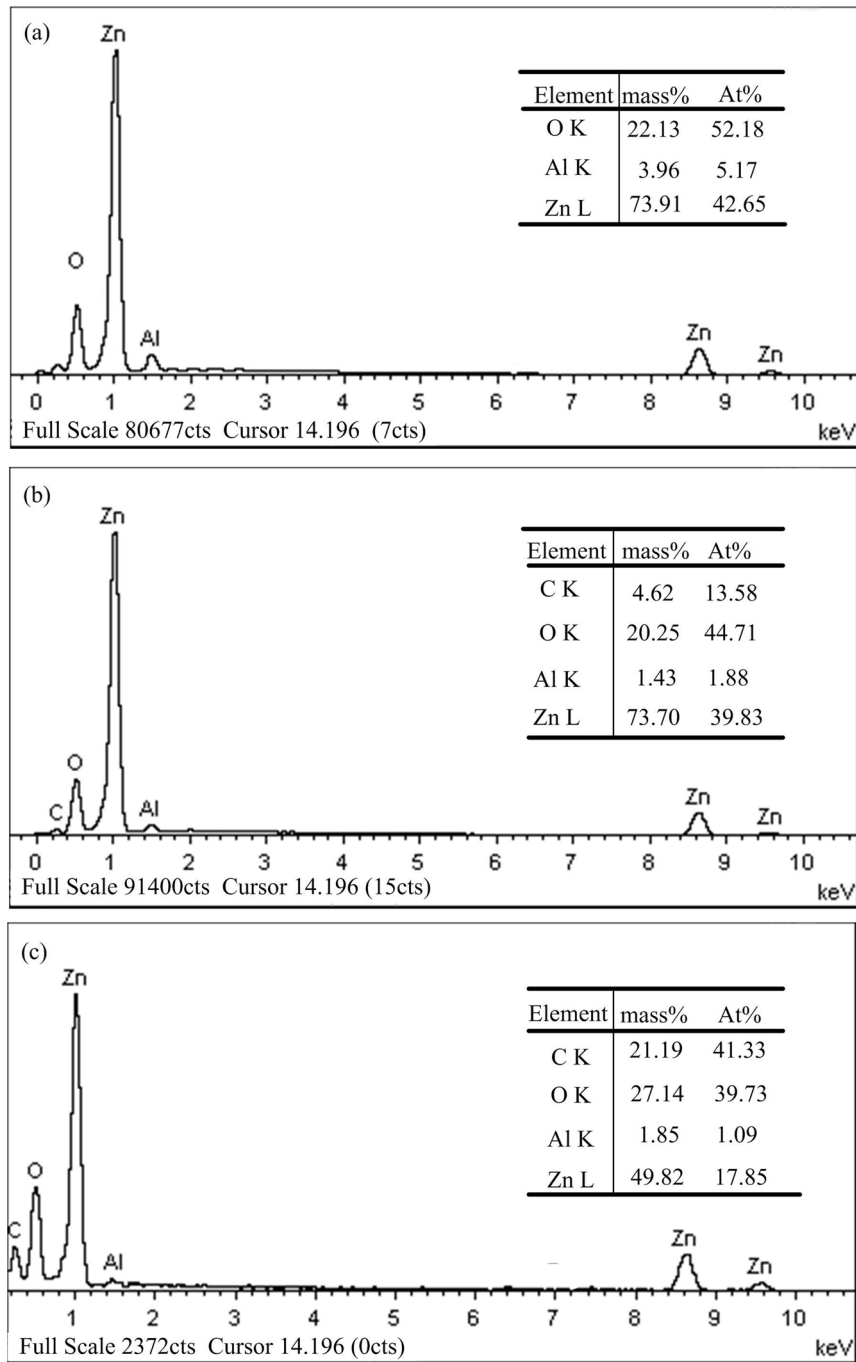 (a)
Zn
Element mass% At%
O K 22.13 52.18
Al K 3.96 5.17
Zn L 73.91 42.65
O
Al
Zn
Zn
0 1 2 3 4 5 6 7 8 9 10
Full Scale 80677cts Cursor 14.196 (7cts)
keV
(b)
Zn
Element mass% At%
C K 4.62 13.58
O K 20.25 44.71
Al K 1.43 1.88
Zn L 73.70 39.83
O
C
Al
Zn
Zn
0 1 2 3 4 5 6 7 8 9 10
Full Scale 91400cts Cursor 14.196 (15cts)
keV
(c)
Zn
Element mass% At%
C K 21.19 41.33
O K 27.14 39.73
Al K 1.85 1.09
Zn L 49.82 17.85
O
C
Al
Zn
Zn
1 2 3 4 5 6 7 8 9 10
Full Scale 2372cts Cursor 14.196 (0cts)
keV